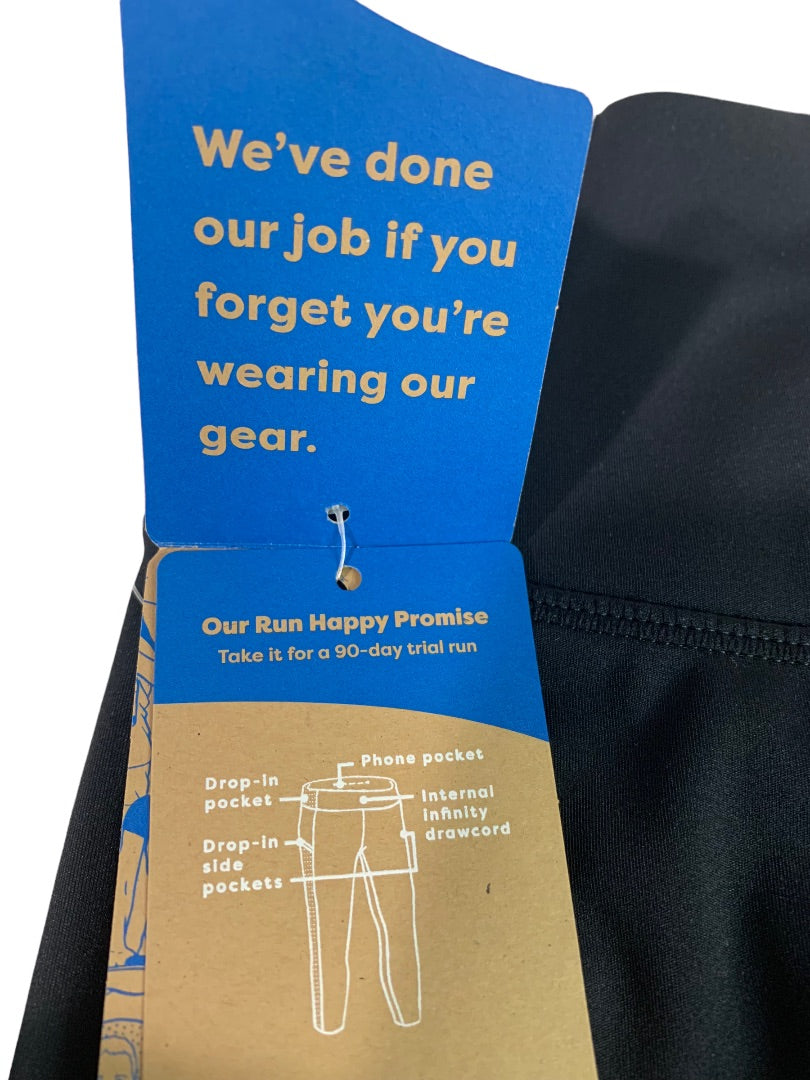 We've done
our job if you
forget you're
wearing our
gear.
Our Run Happy Promise
Take it for a 90-day trial run
Phone pocket
Drop-in
pocket
Internal
infinity
drawcord
Drop-in
side
pockets